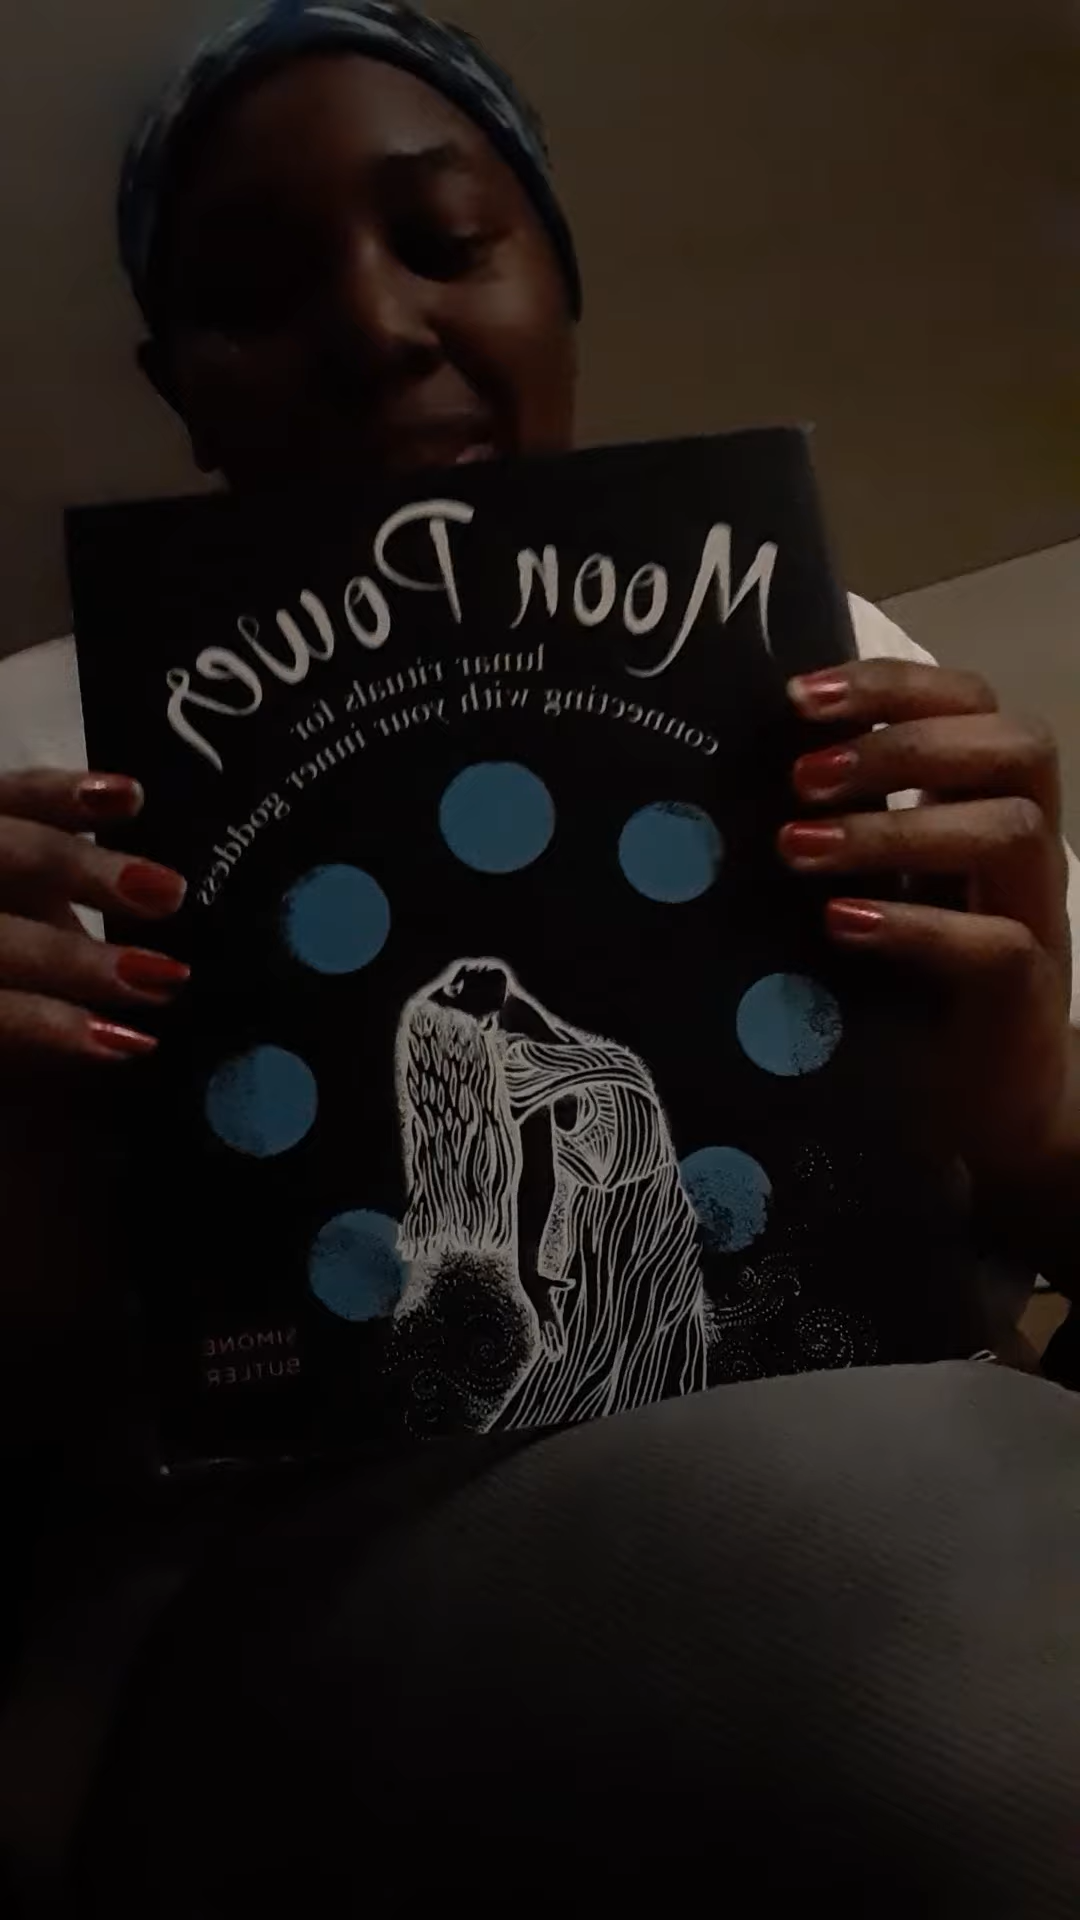 Moon Power
lunar rituals for
connecting with your inner goddess
SIMONE
BUTLER